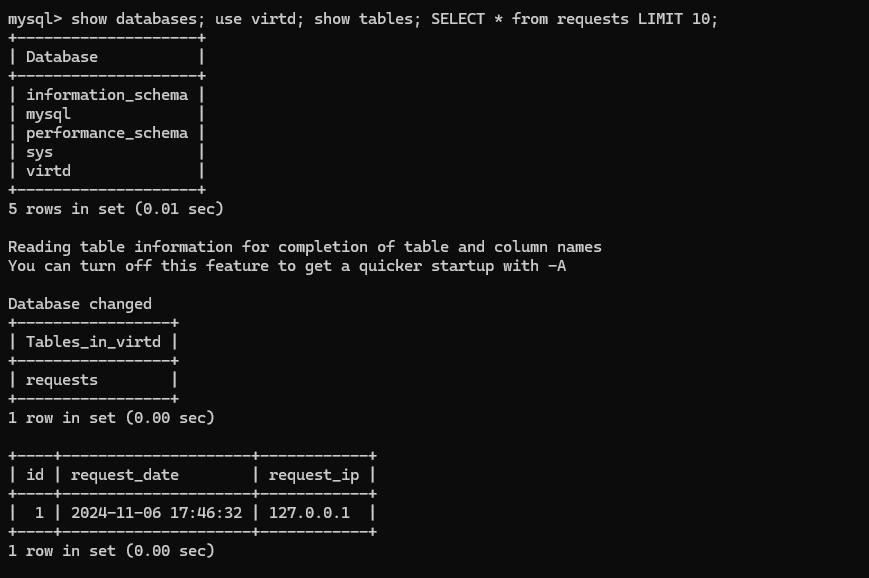 mysql> show databases; use virtd; show tables; SELECT * from requests LIMIT 10;
+--------------------+
| Database           |
+--------------------+
| information_schema |
| mysql              |
| performance_schema |
| sys                |
| virtd              |
+--------------------+
5 rows in set (0.01 sec)

Reading table information for completion of table and column names
You can turn off this feature to get a quicker startup with -A

Database changed
+-----------------+
| Tables_in_virtd |
+-----------------+
| requests        |
+-----------------+
1 row in set (0.00 sec)

+----+---------------------+------------+
| id | request_date        | request_ip |
+----+---------------------+------------+
|  1 | 2024-11-06 17:46:32 | 127.0.0.1  |
+----+---------------------+------------+
1 row in set (0.00 sec)